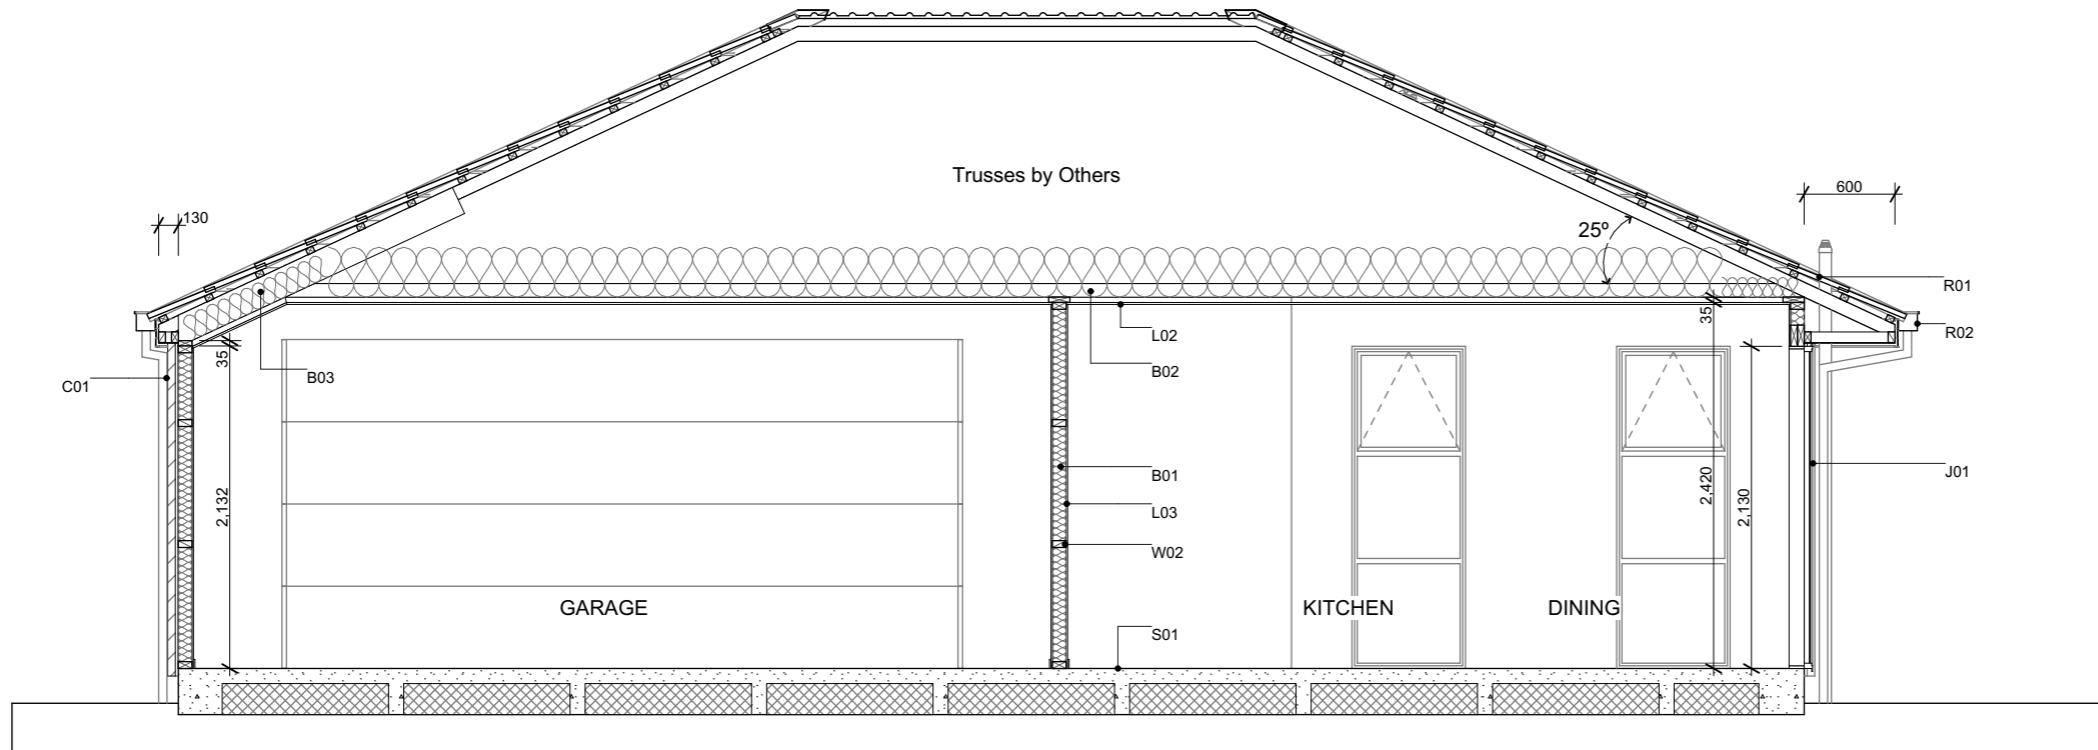 Trusses by Others
600
130
25º
R01
35
L02
R02
35
B03
B02
C01
B01
J01
2,132
L03
2,420
2,130
W02
GARAGE
KITCHEN
DINING
S01